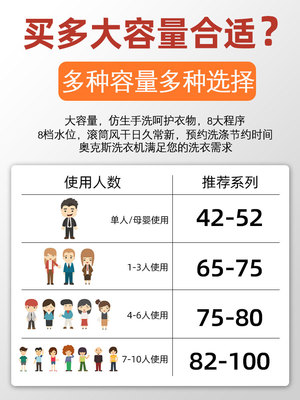 买多大容量合适？
多种容量多种选择
大容量，仿生手洗呵护衣物，8大程序
8档水位，滚筒风干日久常新，预约洗涤节约时间
奥克斯洗衣机满足您的洗衣需求
使用人数 推荐系列
单人/母婴使用 42-52
1-3人使用 65-75
4-6人使用 75-80
7-10人使用 82-100